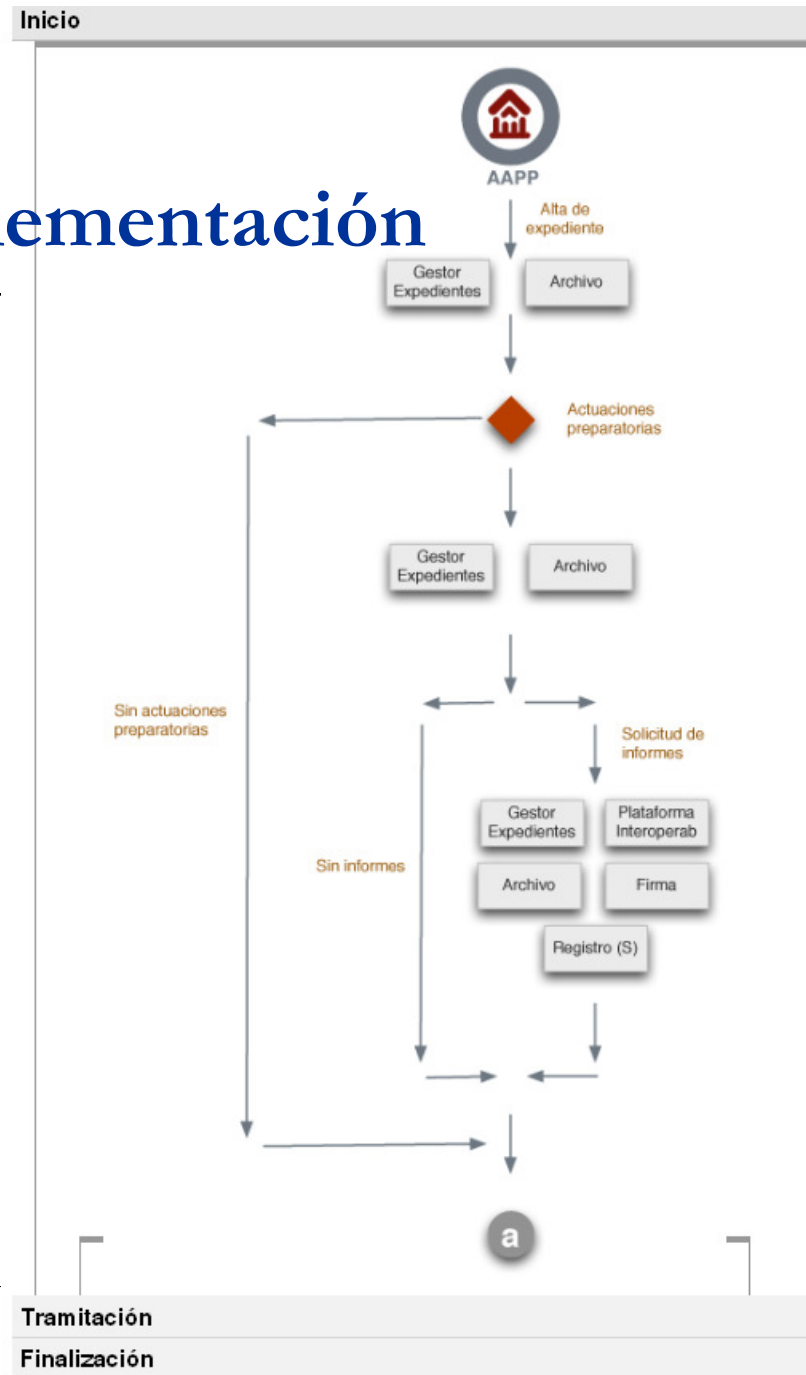 Inicio
AAPP
Alta de
expediente
lementación
Gestor
Expedientes
Archivo
Actuaciones
preparatorias
Gestor
Expedientes
Archivo
Sin actuaciones
preparatorias
Solicitud de
informes
Gestor
Expedientes
Plataforma
Interoperab
Sin informes
Archivo
Firma
Registro (S)
a
Tramitación
Finalización